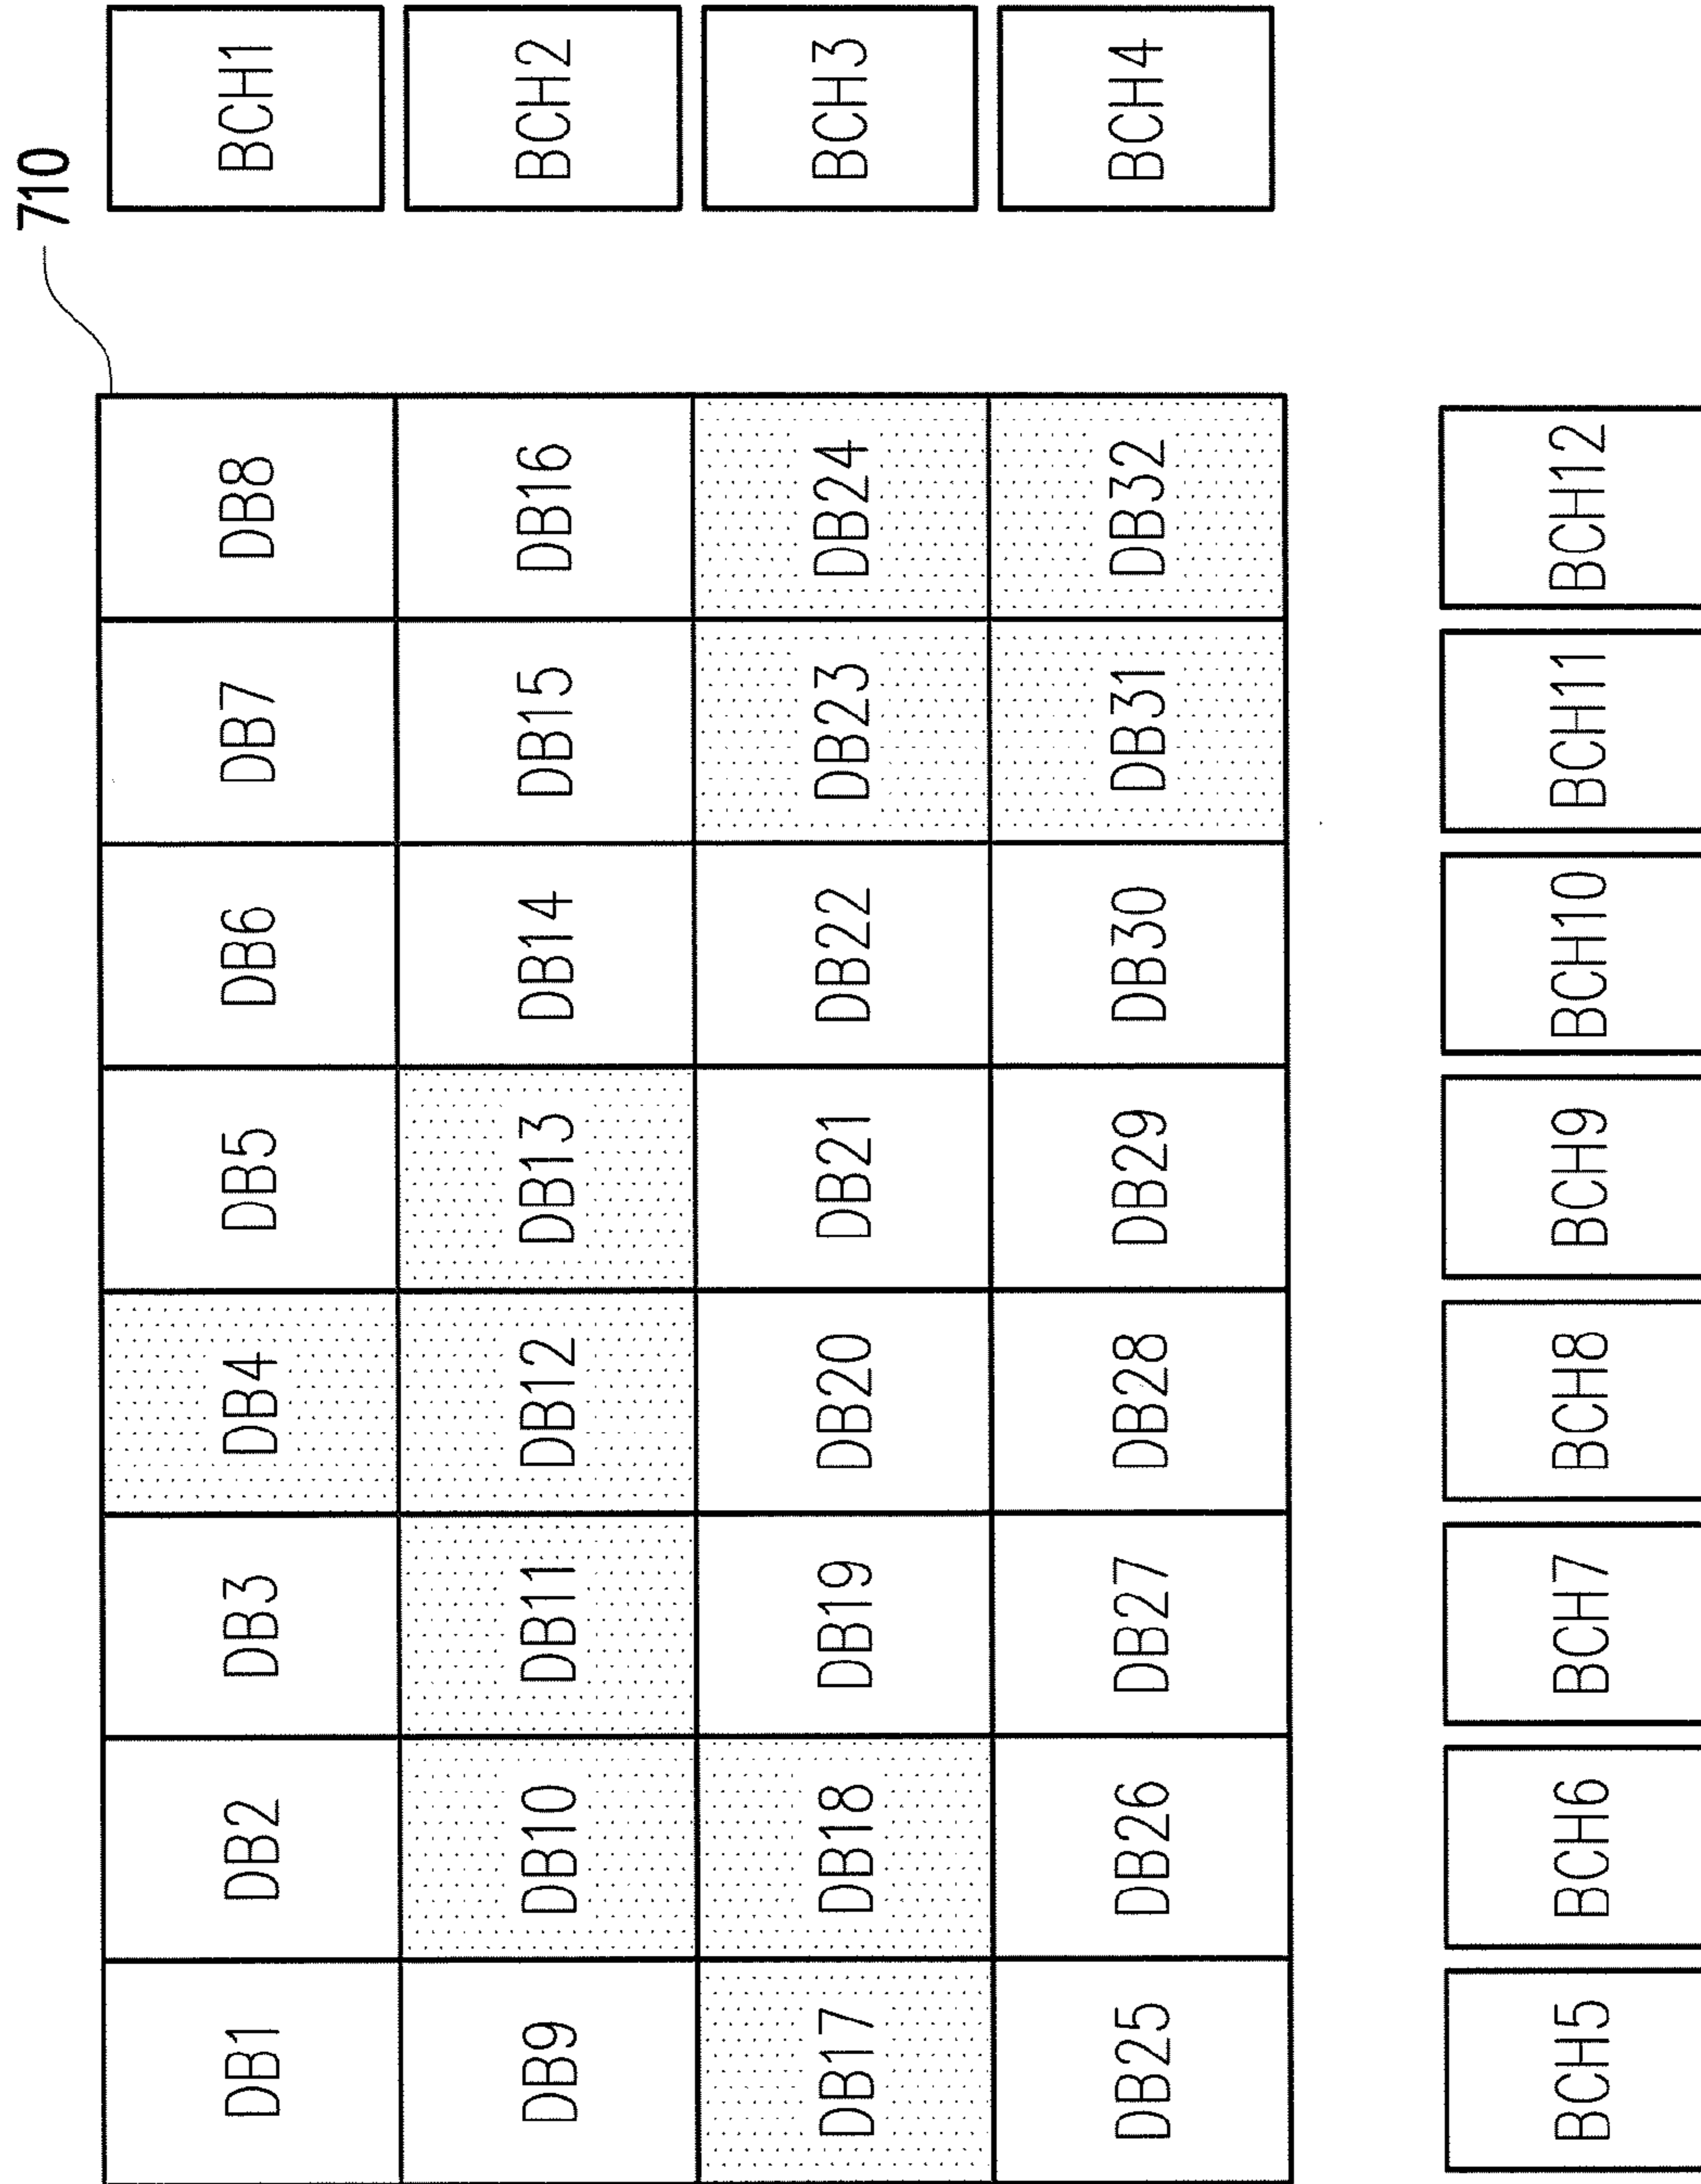 710
DB1 DB2 DB3 DB4 DB5 DB6 DB7 DB8 BCH1
DB9 DB10 DB11 DB12 DB13 DB14 DB15 DB16 BCH2
DB17 DB18 DB19 DB20 DB21 DB22 DB23 DB24 BCH3
DB25 DB26 DB27 DB28 DB29 DB30 DB31 DB32 BCH4
BCH5 BCH6 BCH7 BCH8 BCH9 BCH10 BCH11 BCH12